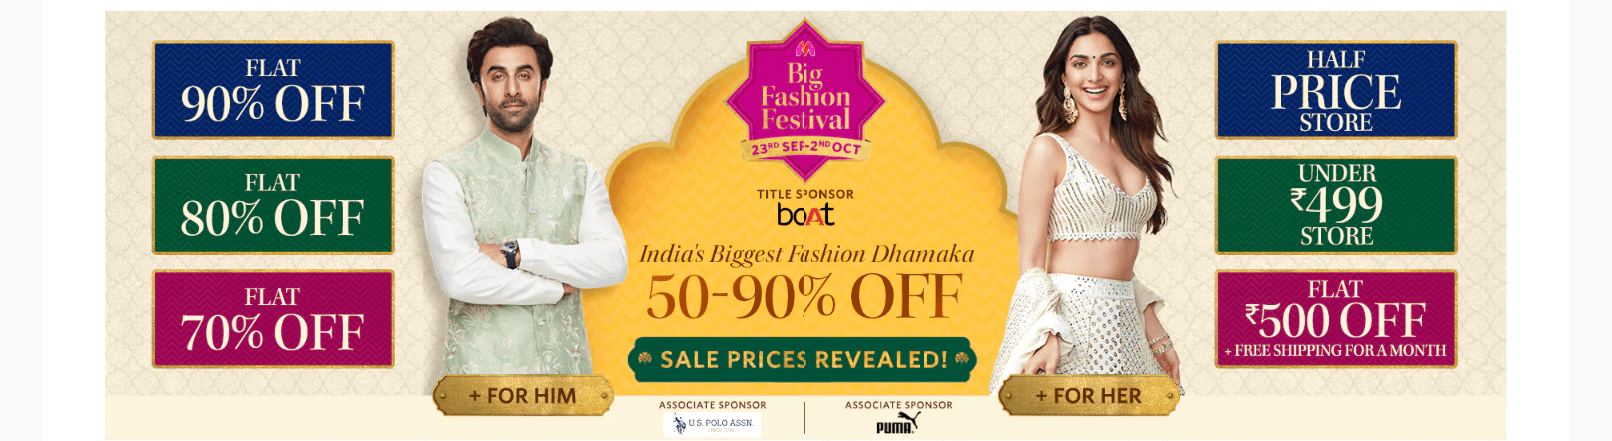 FLAT
90% OFF
FLAT
80% OFF
FLAT
70% OFF
+ FOR HIM
Big
Fashion
Festival
23RD SEP-2ND OCT
TITLE SPONSOR
boAt
India's Biggest Fashion Dhamaka
50-90% OFF
SALE PRICES REVEALED!
ASSOCIATE SPONSOR
U.S. POLO ASSN.
ASSOCIATE SPONSOR
PUMA
+ FOR HER
HALF
PRICE
STORE
UNDER
₹499
STORE
FLAT
₹500 OFF
+ FREE SHIPPING FOR A MONTH